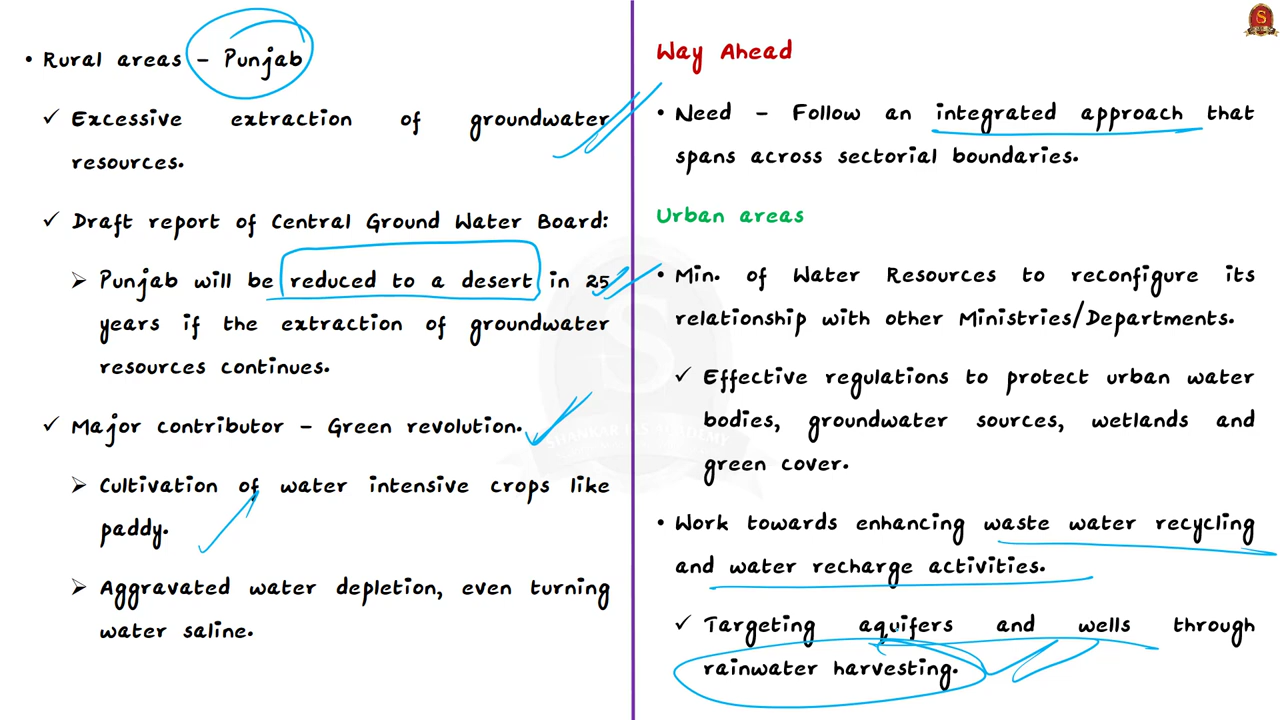 • Rural areas - Punjab
✓ Excessive extraction of groundwater
resources.
✓ Draft report of Central Ground Water Board:
➢ Punjab will be reduced to a desert in 25
years if the extraction of groundwater
resources continues.
✓ Major contributor – Green revolution.
➢ Cultivation of water intensive crops like
paddy.
➢ Aggravated water depletion, even turning
water saline.
Way Ahead
• Need – Follow an integrated approach that
spans across sectorial boundaries.
Urban areas
• Min. of Water Resources to reconfigure its
relationship with other Ministries/Departments.
✓ Effective regulations to protect urban water
bodies, groundwater sources, wetlands and
green cover.
• Work towards enhancing waste water recycling
and water recharge activities.
✓ Targeting aquifers and wells through
rainwater harvesting.
S
SHANKAR IAS ACADEMY